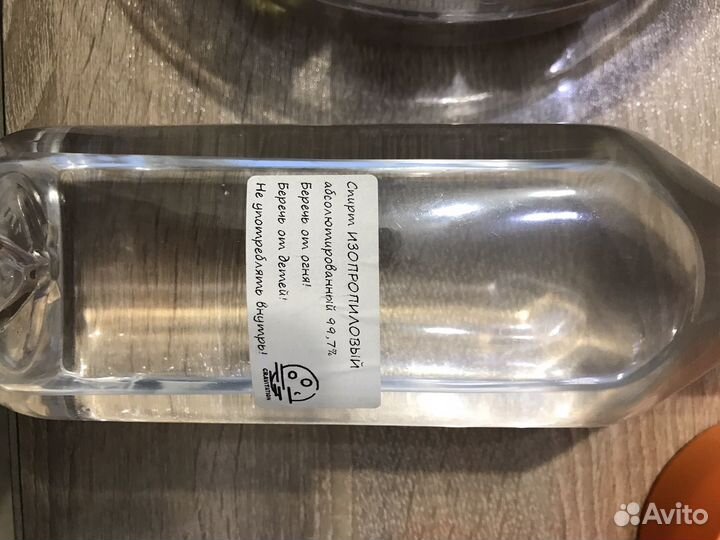 Спирт ИЗОПРОПИЛОВЫЙ
абсолютированный 99,7%
Беречь от огня!
Беречь от детей!
Не употреблять внутрь!
Avito